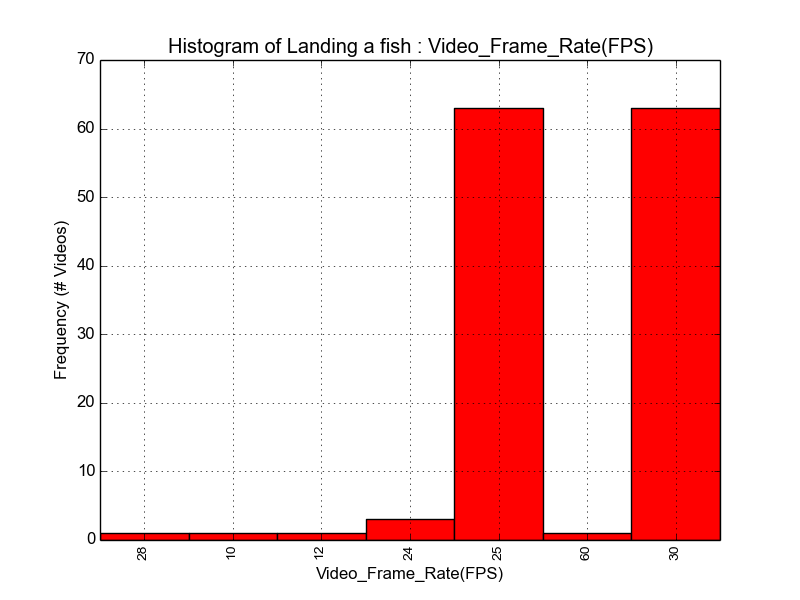 Histogram of Landing a fish : Video_Frame_Rate(FPS)
70
60
50
40
30
20
10
0
Frequency (# Videos)
28 10 12 24 25 60 30
Video_Frame_Rate(FPS)